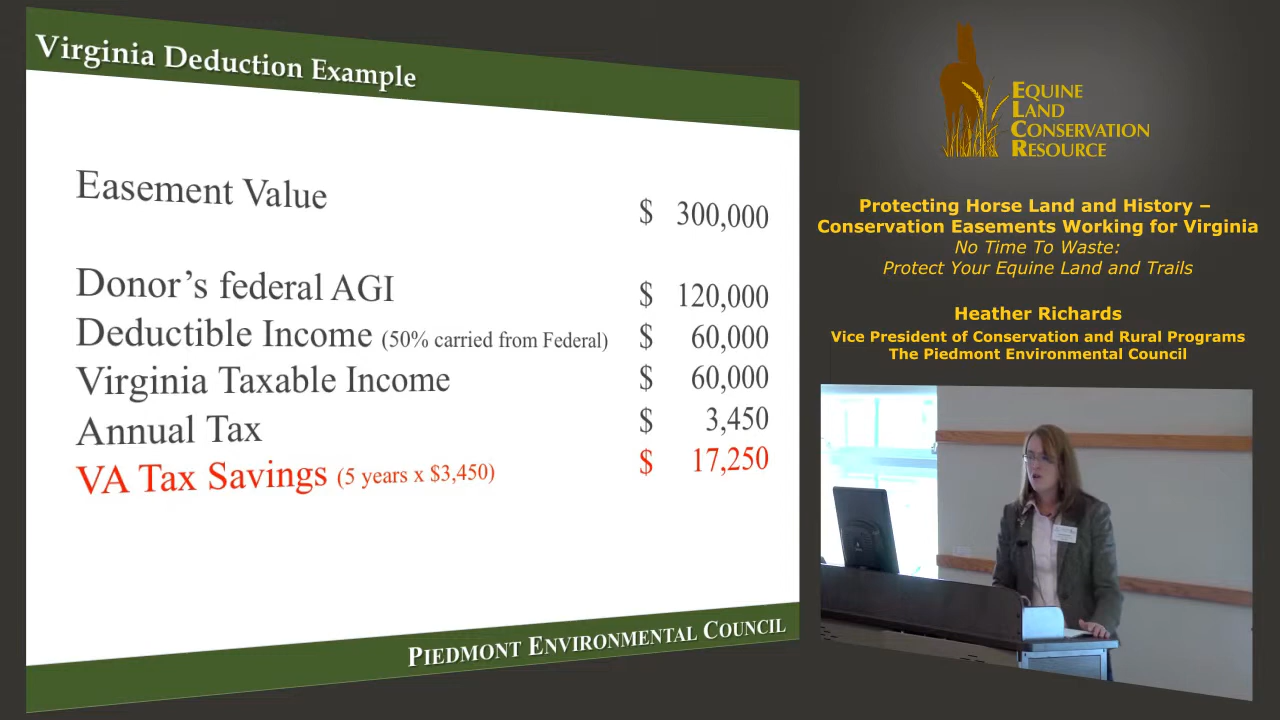 Virginia Deduction Example
Easement Value $ 300,000
Donor's federal AGI $ 120,000
Deductible Income (50% carried from Federal) $ 60,000
Virginia Taxable Income $ 60,000
Annual Tax $ 3,450
VA Tax Savings (5 years x $3,450) $ 17,250
PIEDMONT ENVIRONMENTAL COUNCIL
EQUINE
LAND
CONSERVATION
RESOURCE
Protecting Horse Land and History –
Conservation Easements Working for Virginia
No Time To Waste:
Protect Your Equine Land and Trails
Heather Richards
Vice President of Conservation and Rural Programs
The Piedmont Environmental Council